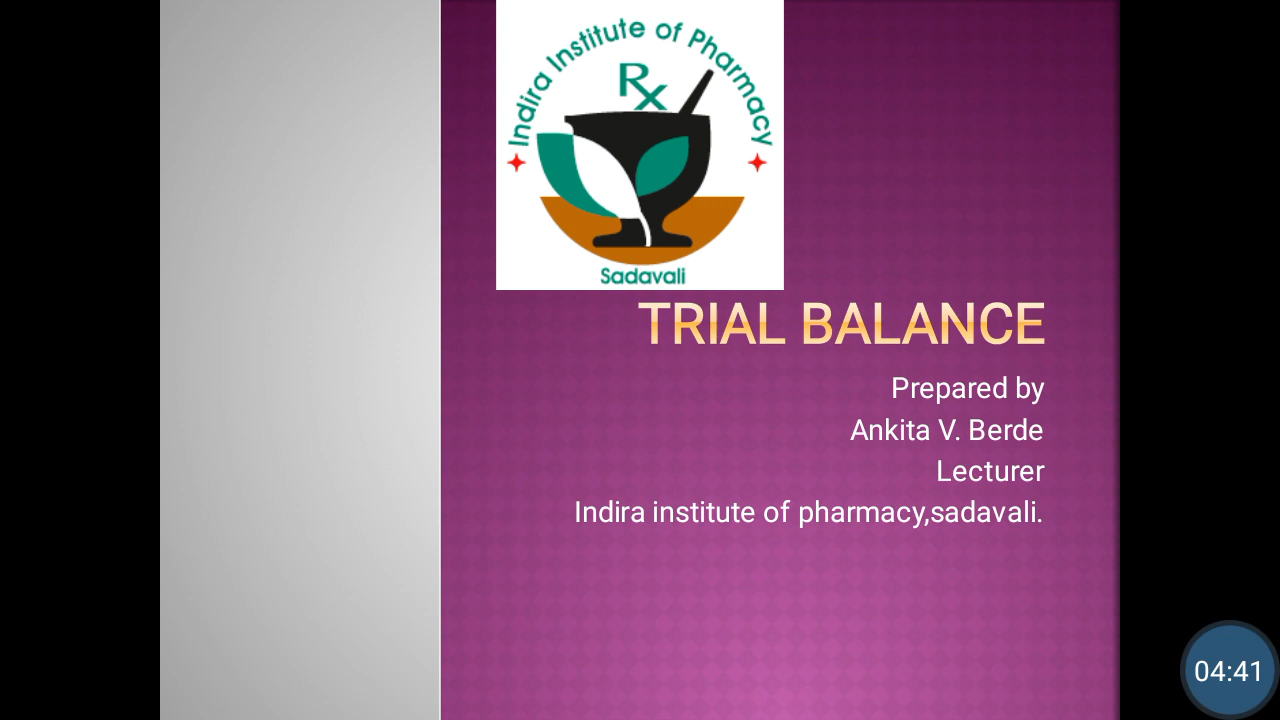 Indira Institute of Pharmacy
Rx
Sadavali
TRIAL BALANCE
Prepared by
Ankita V. Berde
Lecturer
Indira institute of pharmacy,sadavali.
04:41